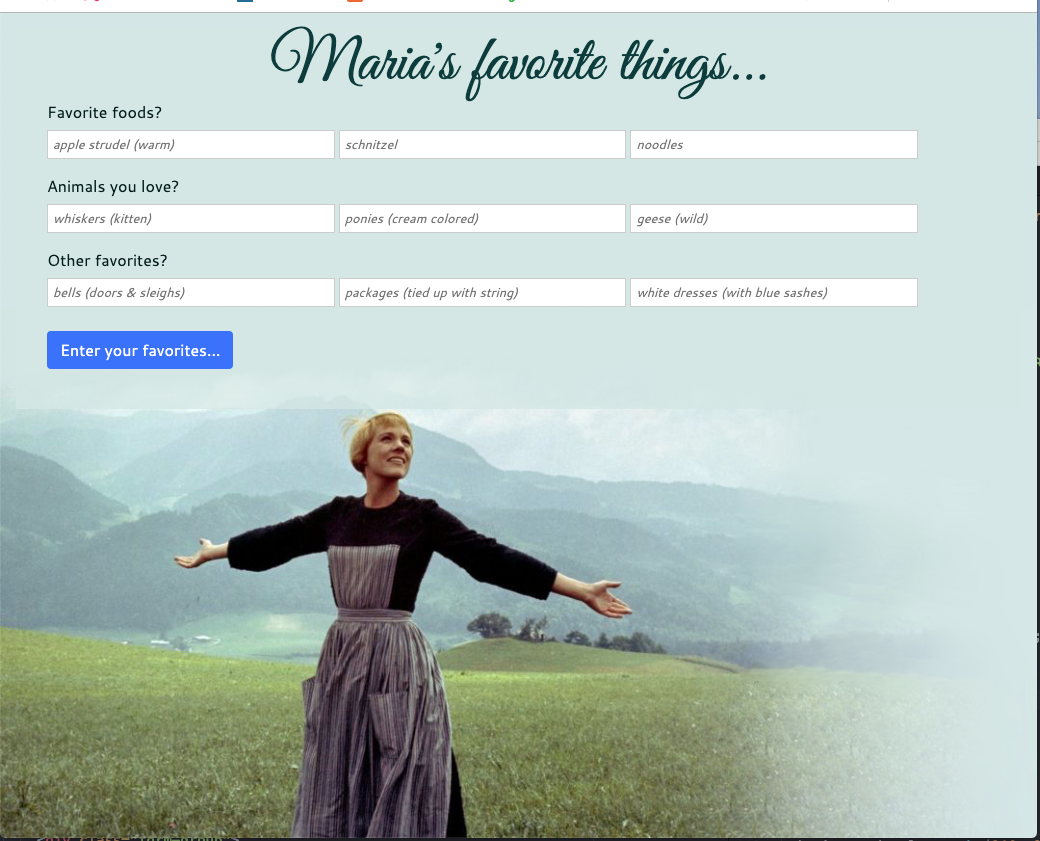 Maria's favorite things...
Favorite foods?
apple strudel (warm) schnitzel noodles
Animals you love?
whiskers (kitten) ponies (cream colored) geese (wild)
Other favorites?
bells (doors & sleighs) packages (tied up with string) white dresses (with blue sashes)
Enter your favorites...